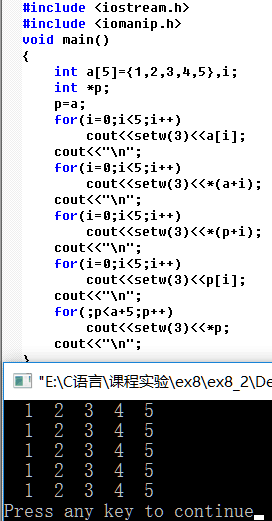 #include <iostream.h>
#include <iomanip.h>
void main()
{
    int a[5]={1,2,3,4,5},i;
    int *p;
    p=a;
    for(i=0;i<5;i++)
        cout<<setw(3)<<a[i];
    cout<<"\n";
    for(i=0;i<5;i++)
        cout<<setw(3)<<*(a+i);
    cout<<"\n";
    for(i=0;i<5;i++)
        cout<<setw(3)<<*(p+i);
    cout<<"\n";
    for(i=0;i<5;i++)
        cout<<setw(3)<<p[i];
    cout<<"\n";
    for(;p<a+5;p++)
        cout<<setw(3)<<*p;
    cout<<"\n";
}
"E:\C语言\课程实验\ex8\ex8_2\De
  1  2  3  4  5
  1  2  3  4  5
  1  2  3  4  5
  1  2  3  4  5
  1  2  3  4  5
Press any key to continue